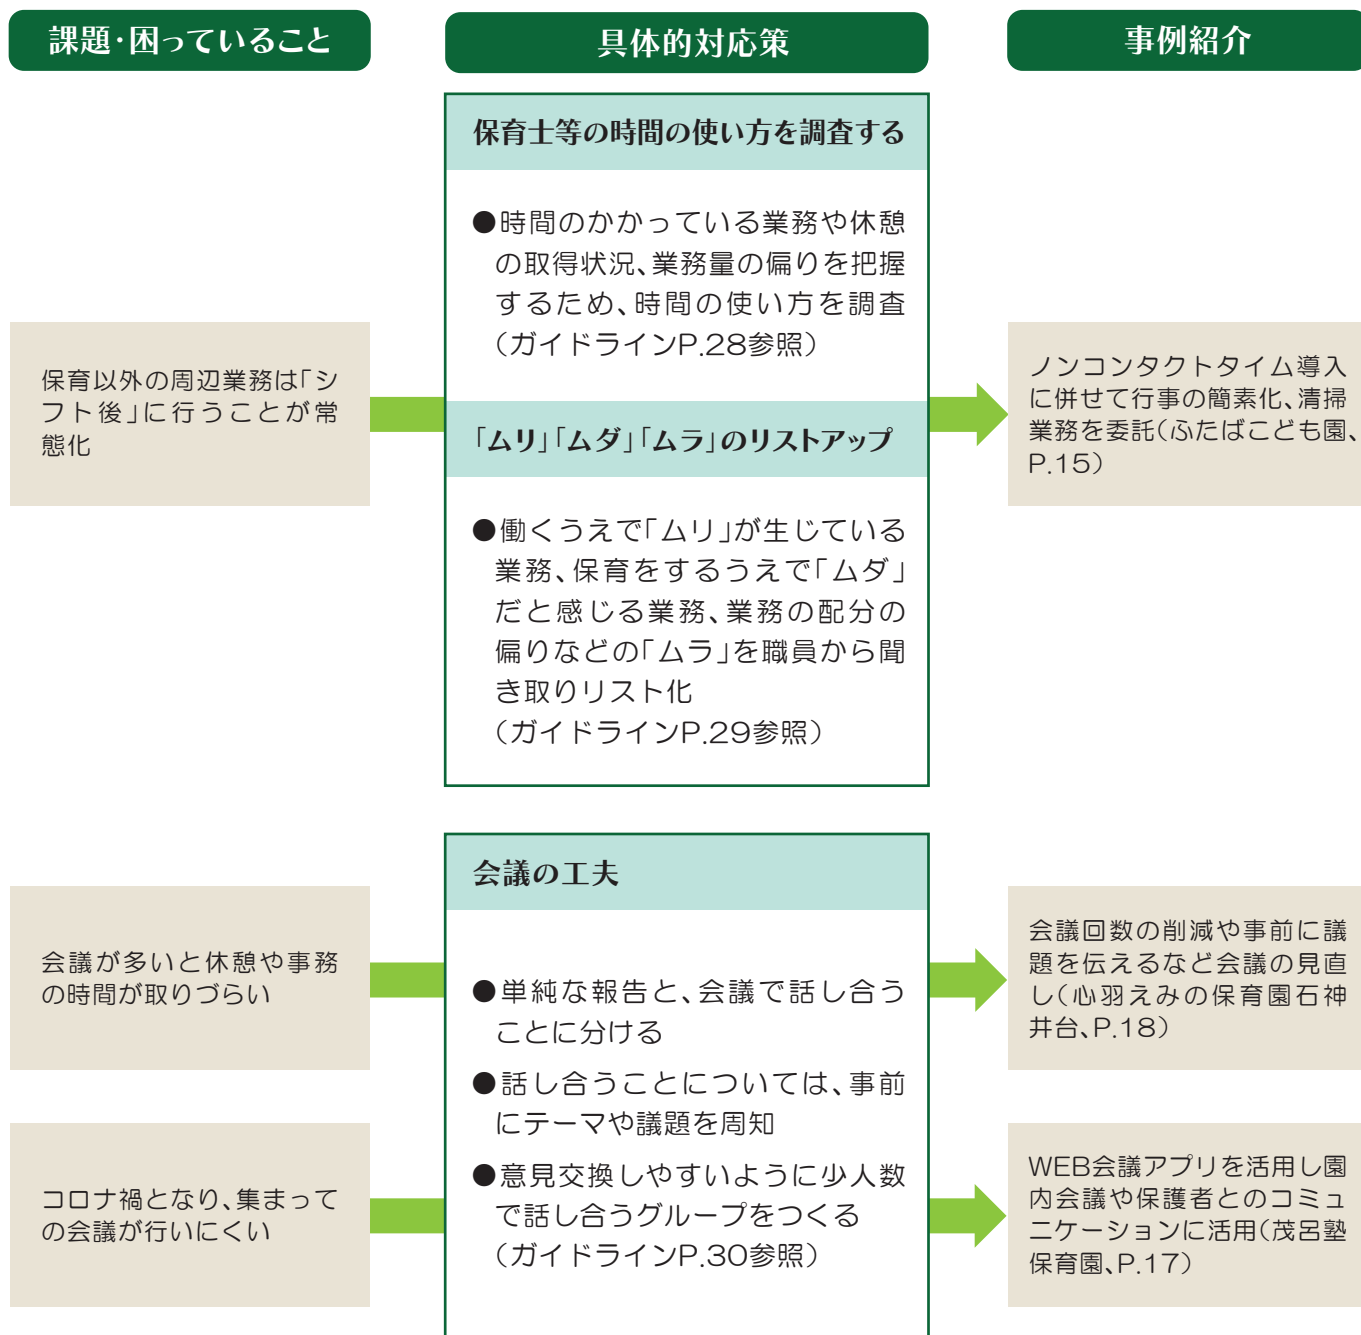 課題・困っていること
具体的対応策
事例紹介
保育士等の時間の使い方を調査する
●時間のかかっている業務や休憩
の取得状況、業務量の偏りを把握
するため、時間の使い方を調査
（ガイドラインP.28参照）
保育以外の周辺業務は「シ
フト後」に行うことが常
態化
ノンコンタクトタイム導入
に併せて行事の簡素化、清掃
業務を委託（ふたばこども園、
P.15）
「ムリ」「ムダ」「ムラ」のリストアップ
●働くうえで「ムリ」が生じている
業務、保育をするうえで「ムダ」
だと感じる業務、業務の配分の
偏りなどの「ムラ」を職員から聞
き取りリスト化
（ガイドラインP.29参照）
会議の工夫
会議が多いと休憩や事務
の時間が取りづらい
●単純な報告と、会議で話し合う
ことに分ける
●話し合うことについては、事前
にテーマや議題を周知
●意見交換しやすいように少人数
で話し合うグループをつくる
（ガイドラインP.30参照）
会議回数の削減や事前に議
題を伝えるなど会議の見直
し（心羽えみの保育園石神
井台、P.18）
コロナ禍となり、集まって
の会議が行いにくい
WEB会議アプリを活用し園
内会議や保護者とのコミュ
ニケーションに活用（茂呂塾
保育園、P.17）